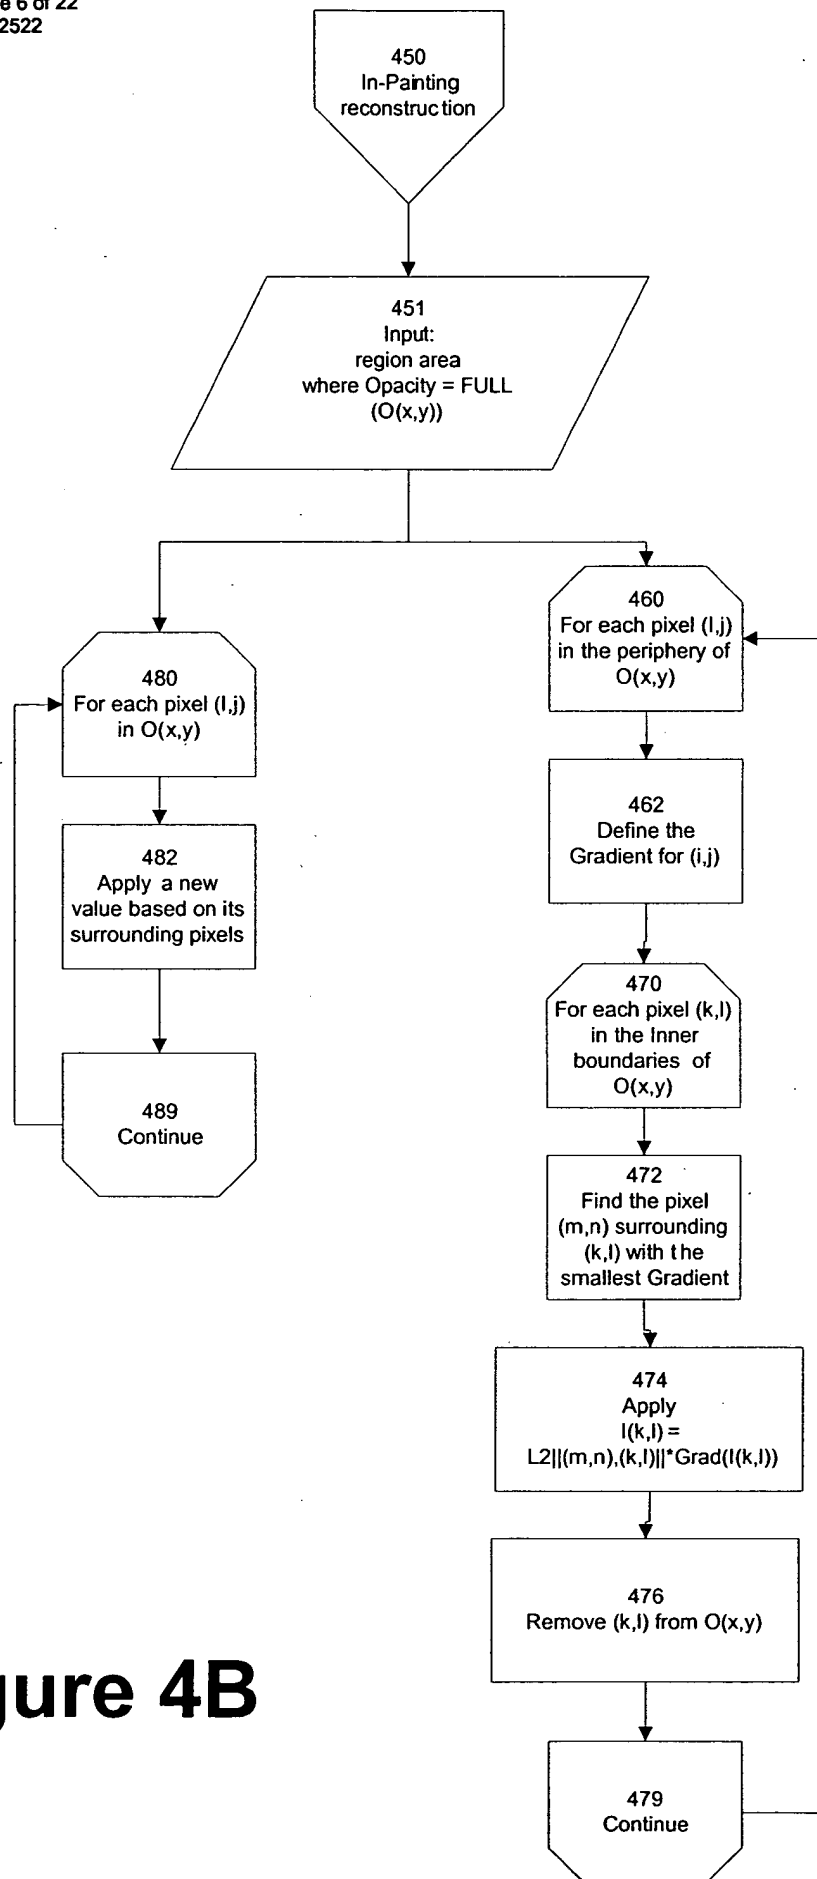 e 6 of 22
2522
450
In-Painting
reconstruction
451
Input:
region area
where Opacity = FULL
(O(x,y))
480
For each pixel (I,j)
in O(x,y)
482
Apply a new
value based on its
surrounding pixels
489
Continue
460
For each pixel (I,j)
in the periphery of
O(x,y)
462
Define the
Gradient for (i,j)
470
For each pixel (k,l)
in the Inner
boundaries of
O(x,y)
472
Find the pixel
(m,n) surrounding
(k,l) with the
smallest Gradient
474
Apply
I(k,l) =
L2||(m,n),(k,l)||*Grad(I(k,l))
476
Remove (k,l) from O(x,y)
479
Continue
gure 4B